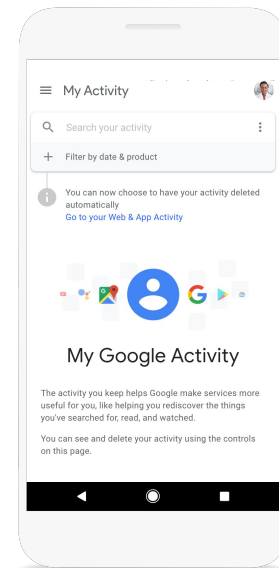 My Activity
Search your activity
Filter by date & product
You can now choose to have your activity deleted
automatically
Go to your Web & App Activity
My Google Activity
The activity you keep helps Google make services more
useful for you, like helping you rediscover the things
you've searched for, read, and watched.
You can see and delete your activity using the controls
on this page.